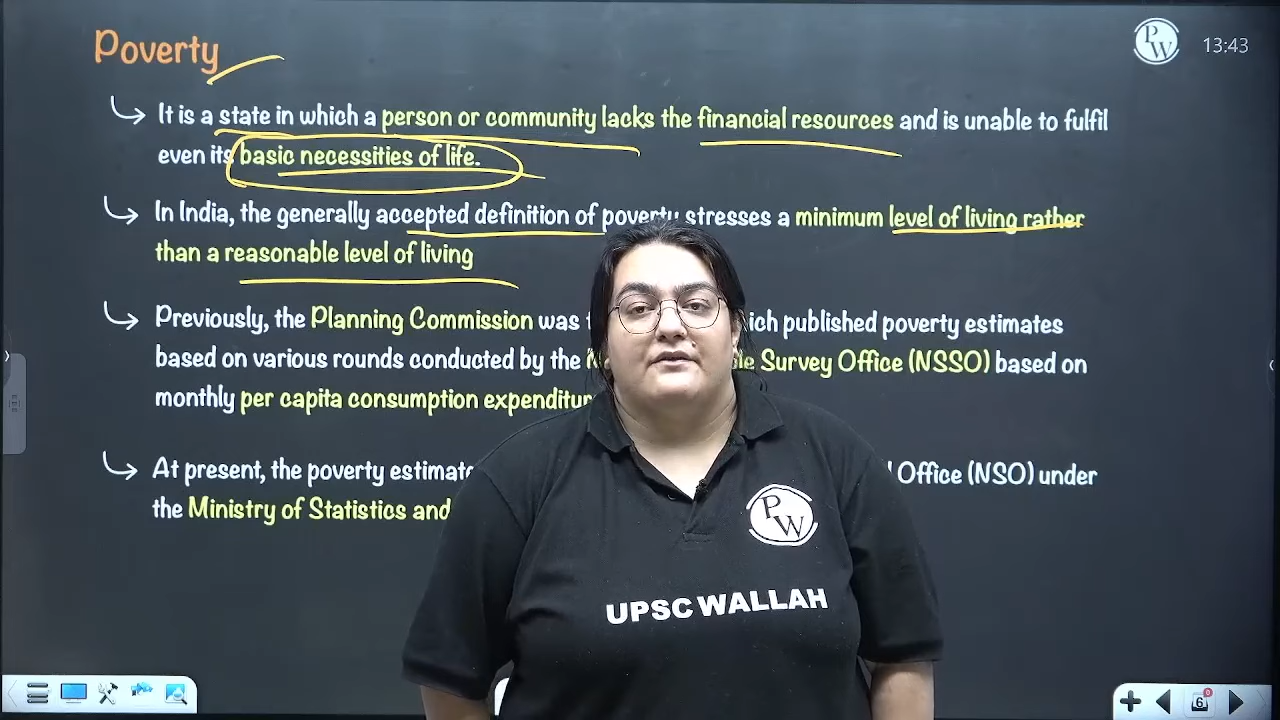 Poverty
PW
13:43
It is a state in which a person or community lacks the financial resources and is unable to fulfil
even its basic necessities of life.
In India, the generally accepted definition of poverty stresses a minimum level of living rather
than a reasonable level of living
Previously, the Planning Commission was ich published poverty estimates
based on various rounds conducted by the Survey Office (NSSO) based on
monthly per capita consumption expenditur
At present, the poverty estimate Office (NSO) under
the Ministry of Statistics and
PW
UPSC WALLAH
6